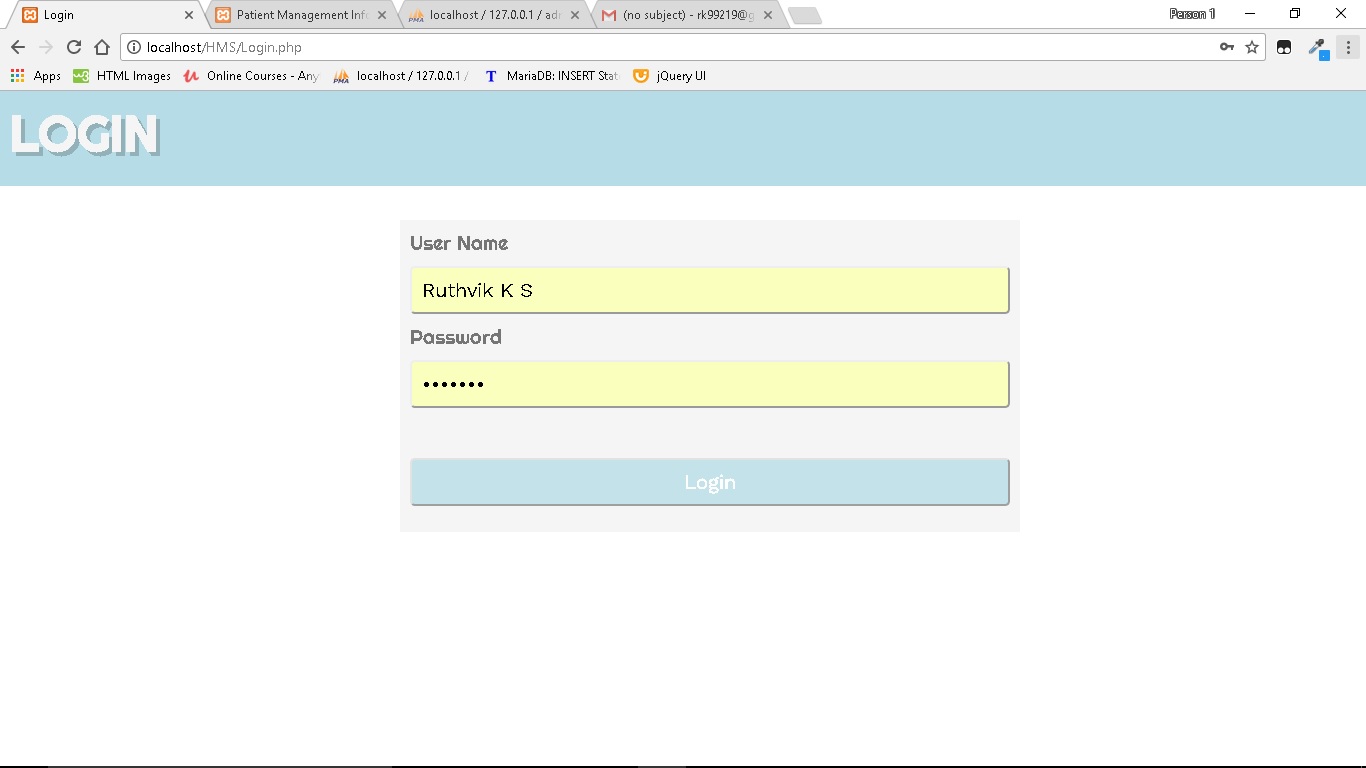 Login
Patient Management Inf
localhost / 127.0.0.1 / adr
(no subject) - rk99219@g
Person 1
localhost/HMS/Login.php
Apps
HTML Images
Online Courses - Any
localhost / 127.0.0.1 /
MariaDB: INSERT Stat
jQuery UI
LOGIN
User Name
Ruthvik K S
Password
•••••••
Login